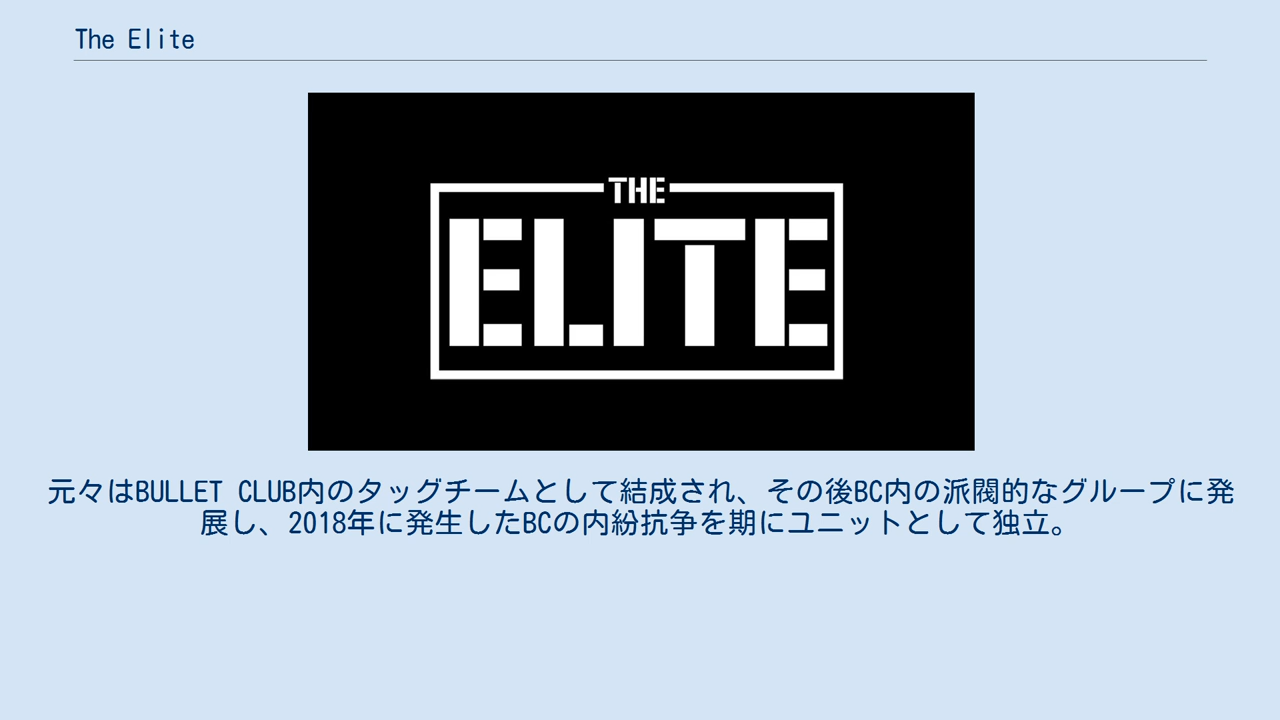 The Elite
THE
ELITE
元々はBULLET CLUB内のタッグチームとして結成され、その後BC内の派閥的なグループに発
展し、2018年に発生したBCの内紛抗争を期にユニットとして独立。